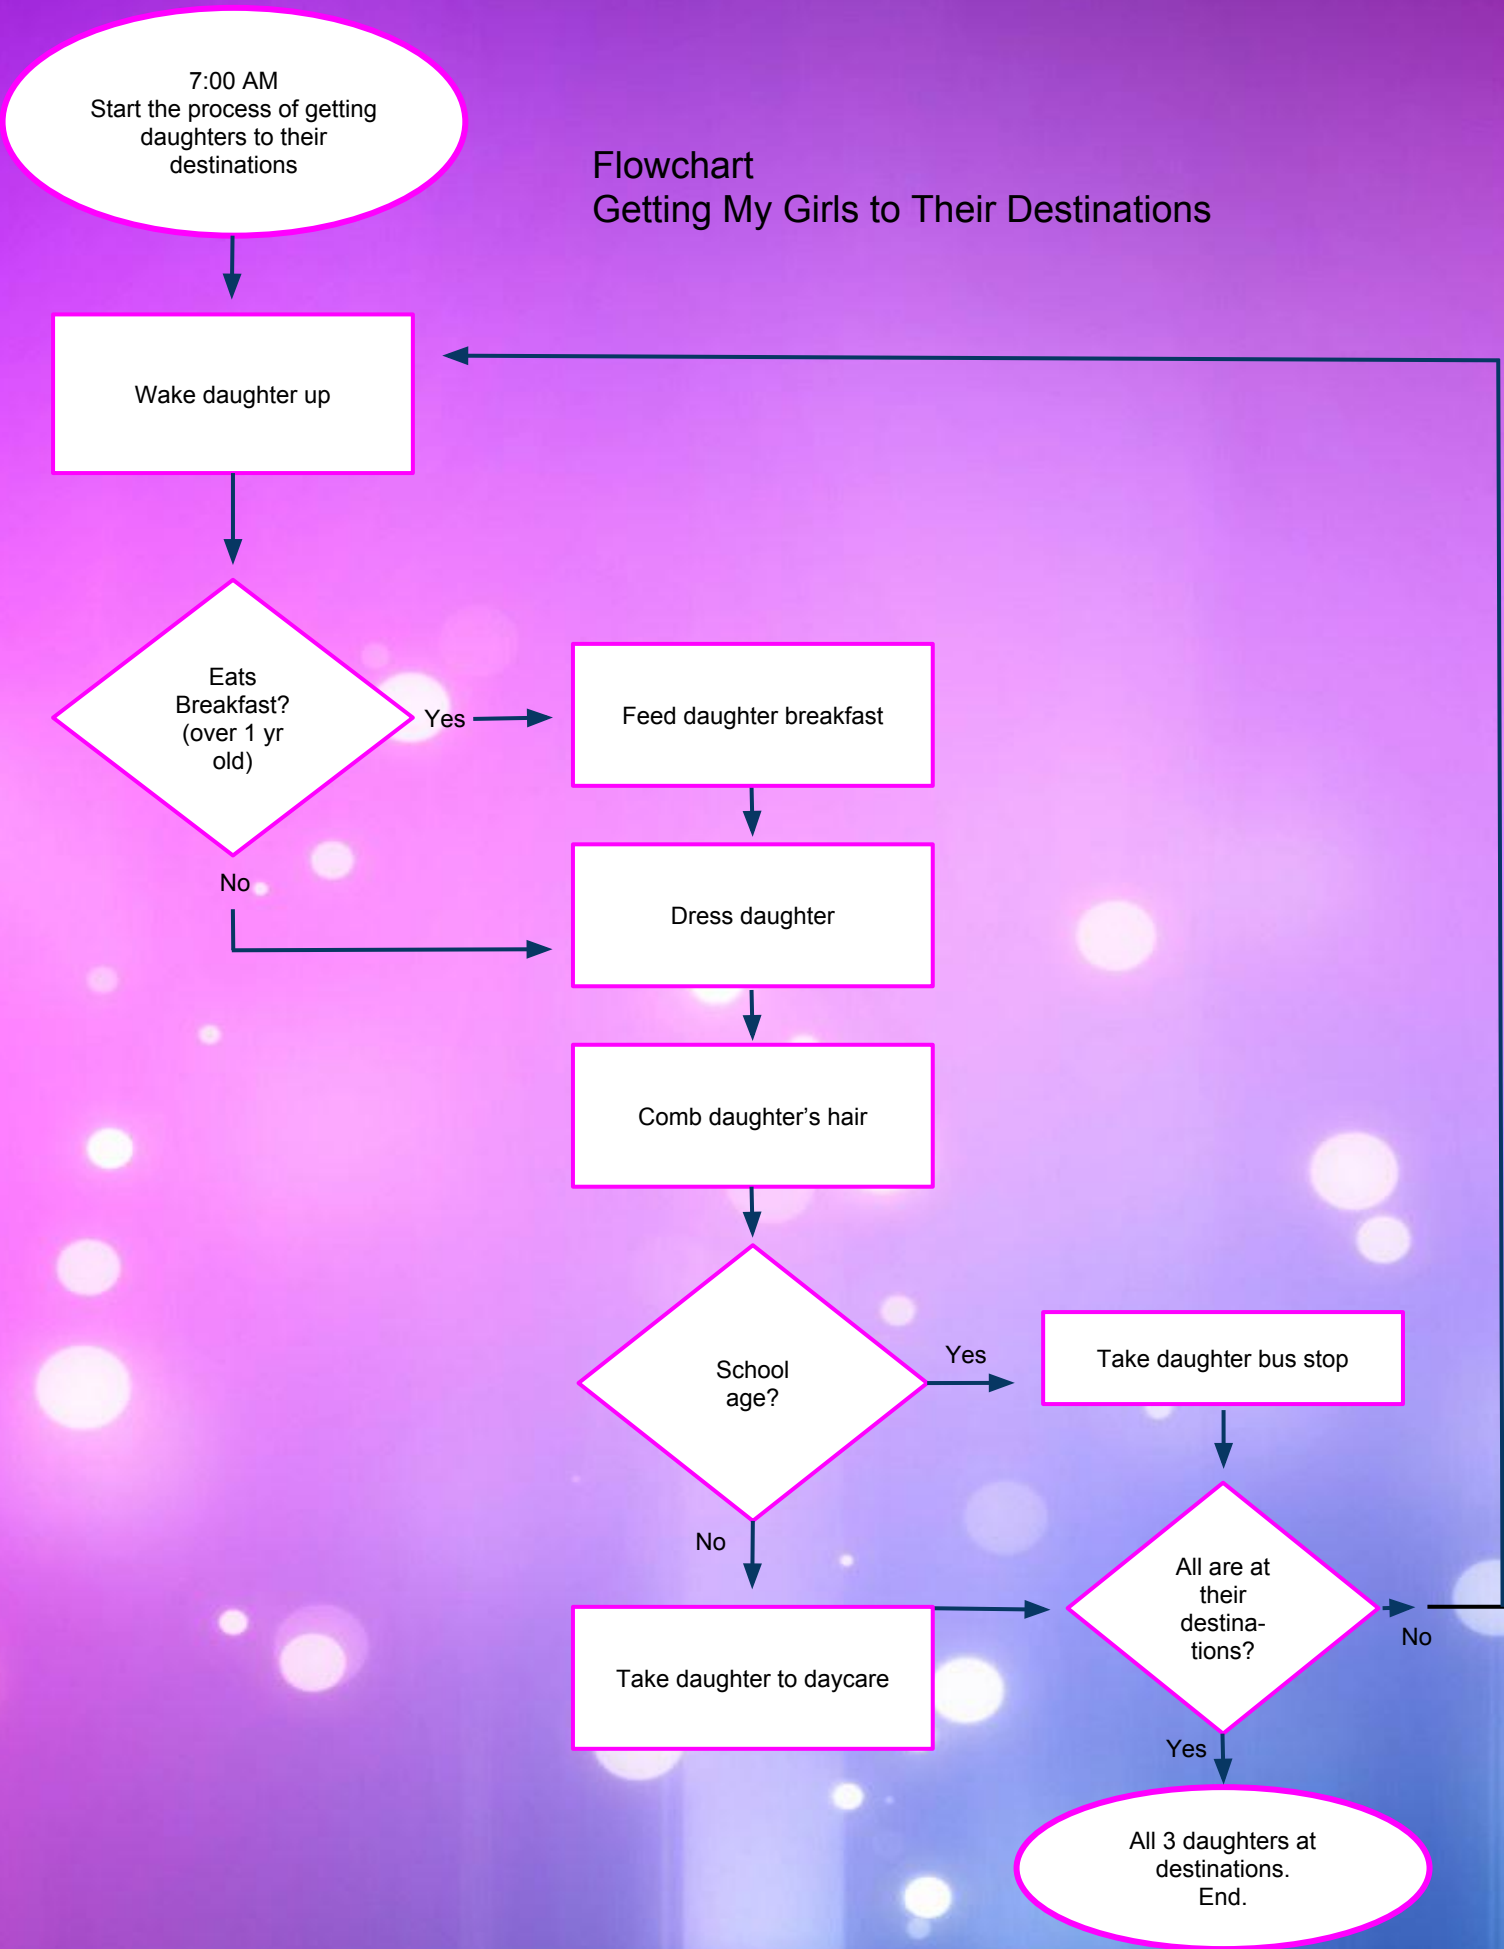 7:00 AM
Start the process of getting
daughters to their
destinations
Flowchart
Getting My Girls to Their Destinations
Wake daughter up
Eats
Breakfast?
(over 1 yr
old)
Yes
Feed daughter breakfast
No
Dress daughter
Comb daughter’s hair
School
age?
Yes
Take daughter bus stop
No
Take daughter to daycare
All are at
their
destina-
tions?
No
Yes
All 3 daughters at
destinations.
End.